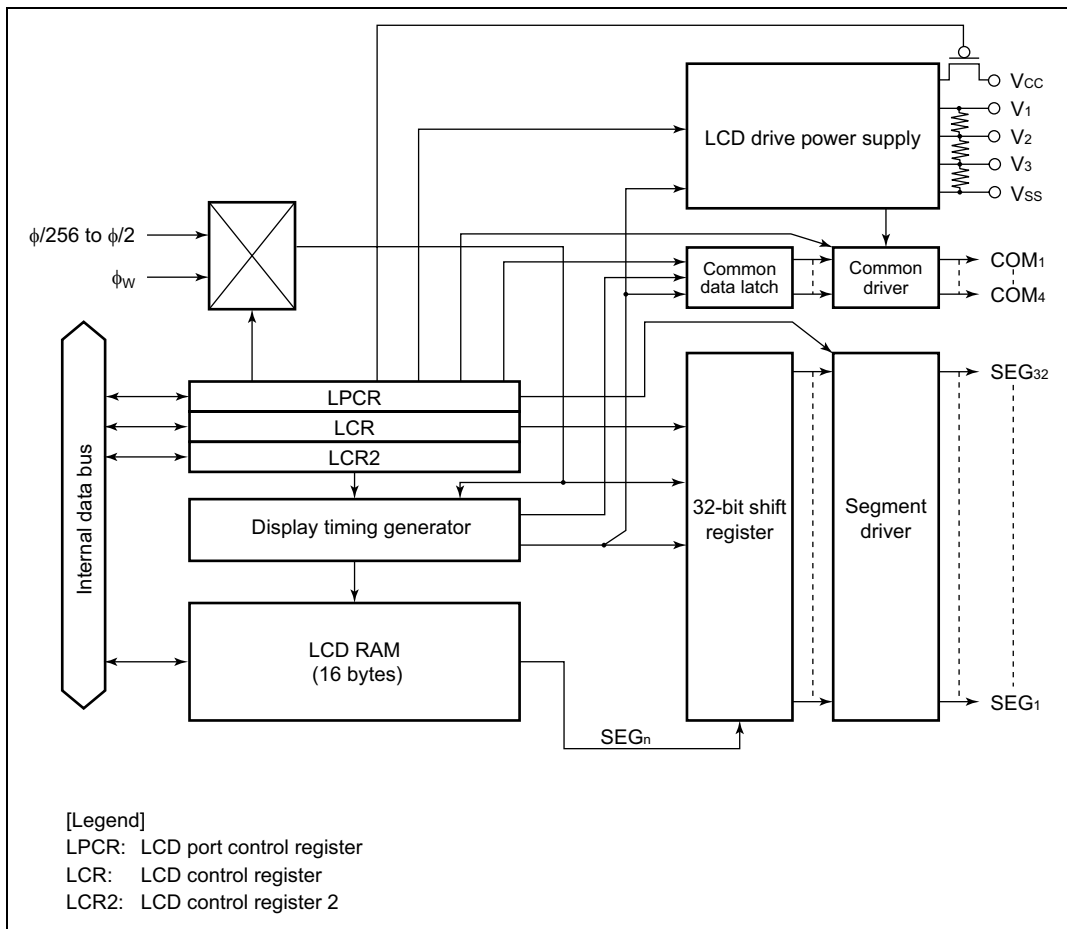 VCC
V1
V2
V3
VSS
LCD drive power supply
ϕ/256 to ϕ/2
ϕW
Common
data latch
Common
driver
COM1
COM4
Internal data bus
LPCR
LCR
LCR2
Display timing generator
LCD RAM
(16 bytes)
32-bit shift
register
Segment
driver
SEG32
SEG1
SEGn
[Legend]
LPCR: LCD port control register
LCR: LCD control register
LCR2: LCD control register 2